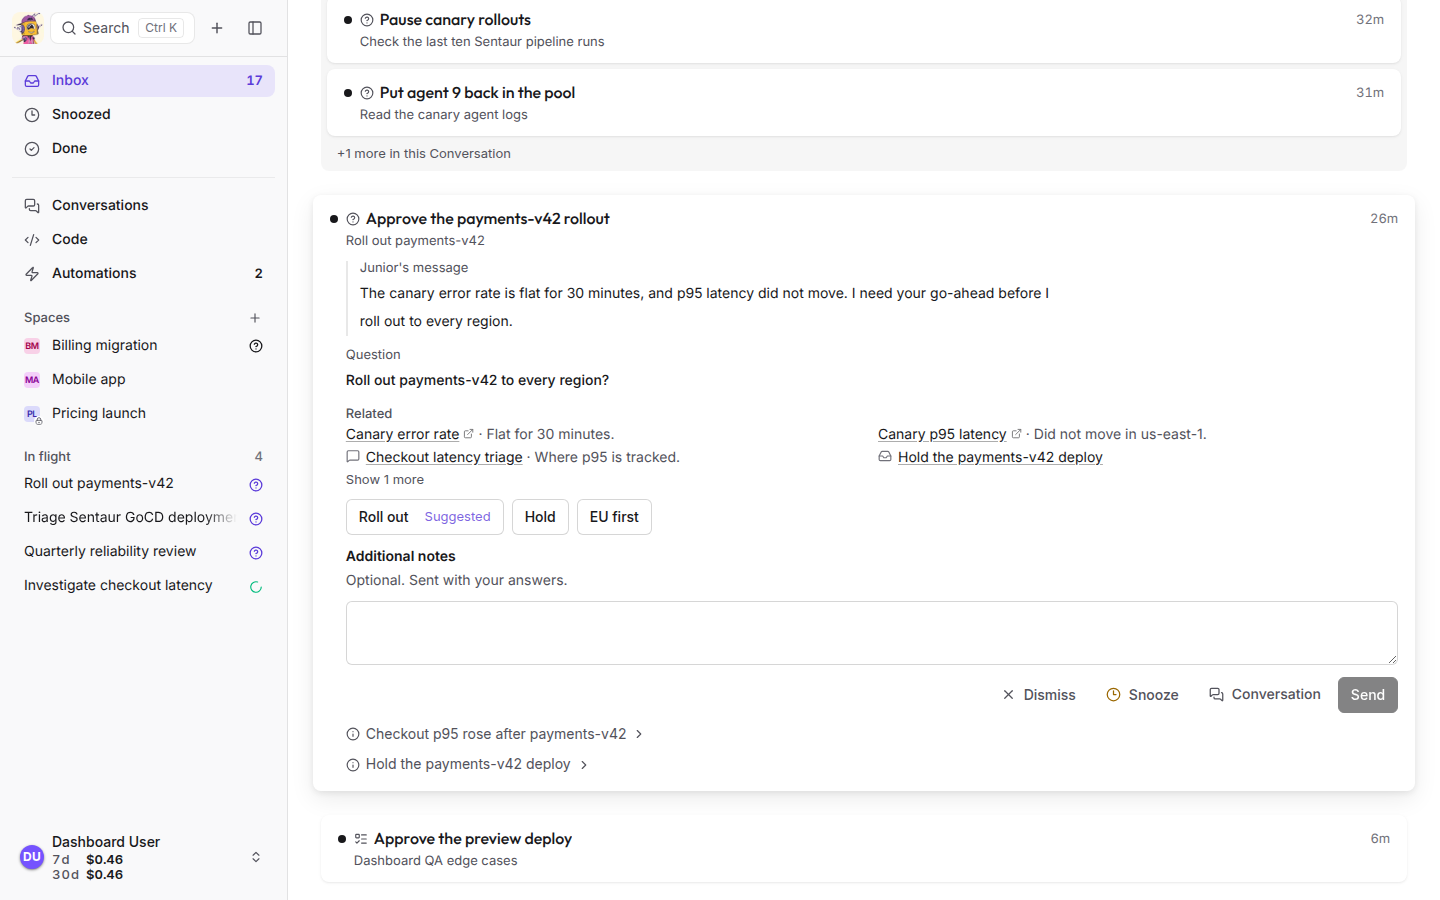 Search Ctrl K
Inbox 17
Snoozed
Done
Conversations
Code
Automations 2
Spaces
BM Billing migration
MA Mobile app
PL Pricing launch
In flight 4
Roll out payments-v42
Triage Sentaur GoCD deployme
Quarterly reliability review
Investigate checkout latency
DU Dashboard User
7d $0.46
30d $0.46
Pause canary rollouts 32m
Check the last ten Sentaur pipeline runs
Put agent 9 back in the pool 31m
Read the canary agent logs
+1 more in this Conversation
Approve the payments-v42 rollout 26m
Roll out payments-v42
Junior's message
The canary error rate is flat for 30 minutes, and p95 latency did not move. I need your go-ahead before I
roll out to every region.
Question
Roll out payments-v42 to every region?
Related
Canary error rate · Flat for 30 minutes. Canary p95 latency · Did not move in us-east-1.
Checkout latency triage · Where p95 is tracked. Hold the payments-v42 deploy
Show 1 more
Roll out Suggested Hold EU first
Additional notes
Optional. Sent with your answers.
Dismiss Snooze Conversation Send
Checkout p95 rose after payments-v42
Hold the payments-v42 deploy
Approve the preview deploy 6m
Dashboard QA edge cases